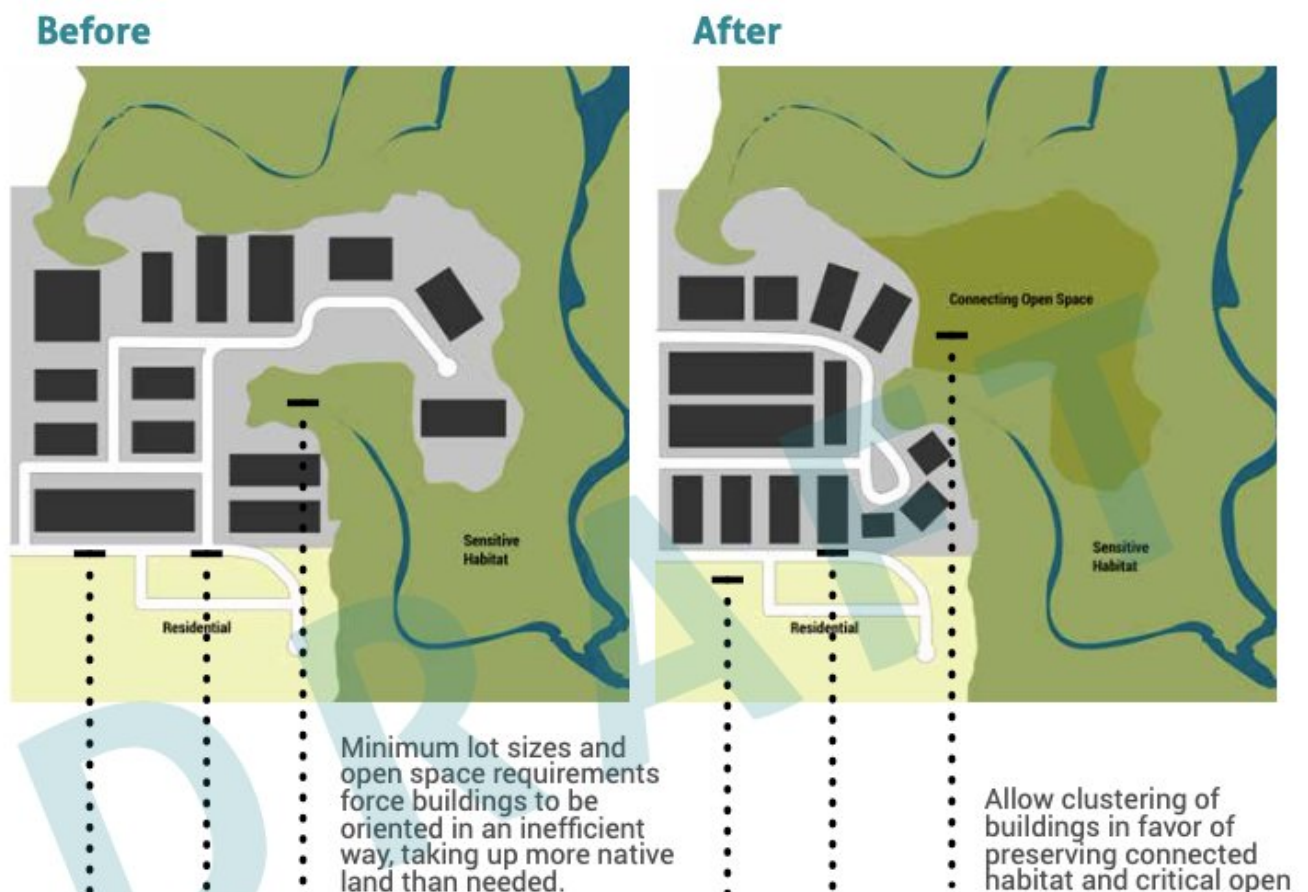 Before
After
Connecting Open Space
Sensitive
Habitat
Sensitive
Habitat
Residential
Residential
DRAFT
Minimum lot sizes and
open space requirements
force buildings to be
oriented in an inefficient
way, taking up more native
land than needed.
Allow clustering of
buildings in favor of
preserving connected
habitat and critical open